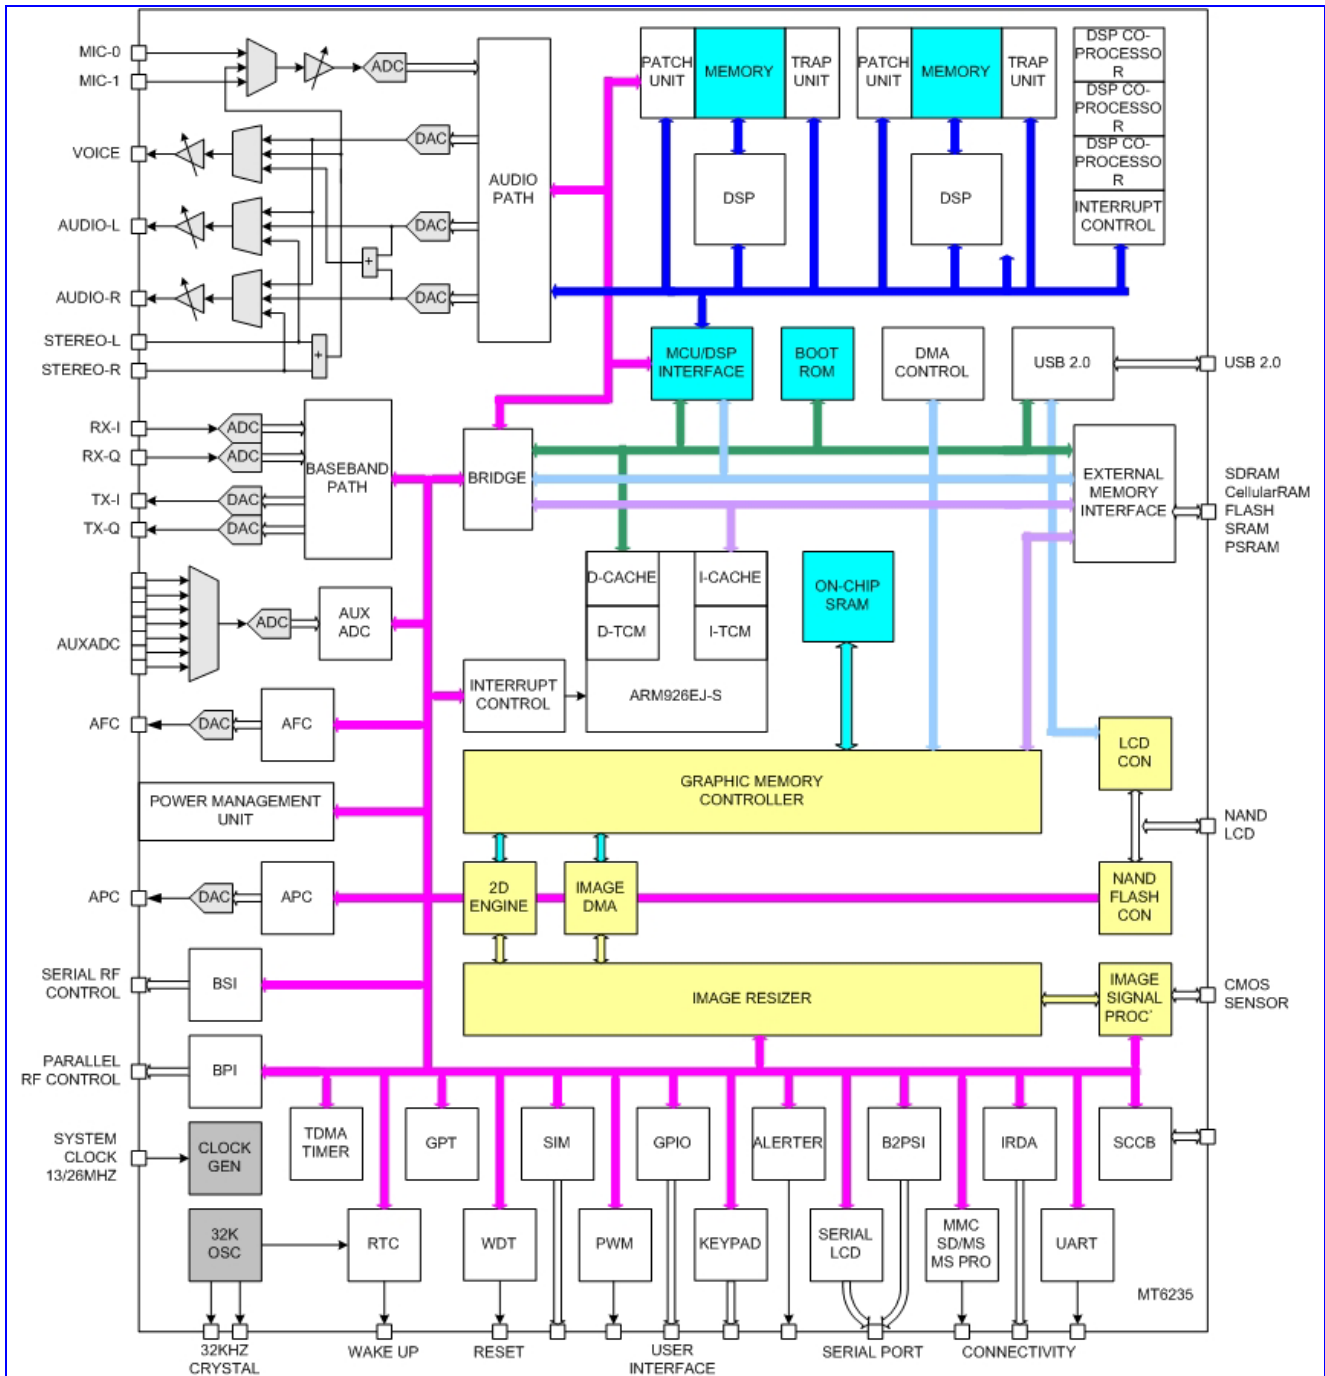 MIC-0
MIC-1
VOICE
AUDIO-L
AUDIO-R
STEREO-L
STEREO-R
ADC
DAC
DAC
DAC
+
+
AUDIO
PATH
PATCH
UNIT
MEMORY
TRAP
UNIT
DSP
PATCH
UNIT
MEMORY
TRAP
UNIT
DSP
DSP CO-
PROCESSO
R
DSP CO-
PROCESSO
R
DSP CO-
PROCESSO
R
INTERRUPT
CONTROL
MCU/DSP
INTERFACE
BOOT
ROM
DMA
CONTROL
USB 2.0
USB 2.0
RX-I
RX-Q
TX-I
TX-Q
ADC
ADC
DAC
DAC
BASEBAND
PATH
BRIDGE
EXTERNAL
MEMORY
INTERFACE
SDRAM
CellularRAM
FLASH
SRAM
PSRAM
D-CACHE
I-CACHE
D-TCM
I-TCM
ARM926EJ-S
ON-CHIP
SRAM
AUXADC
ADC
AUX
ADC
INTERRUPT
CONTROL
AFC
DAC
AFC
POWER MANAGEMENT
UNIT
GRAPHIC MEMORY
CONTROLLER
LCD
CON
NAND
LCD
APC
DAC
APC
2D
ENGINE
IMAGE
DMA
NAND
FLASH
CON
SERIAL RF
CONTROL
BSI
IMAGE RESIZER
IMAGE
SIGNAL
PROC`
CMOS
SENSOR
PARALLEL
RF CONTROL
BPI
SYSTEM
CLOCK
13/26MHZ
CLOCK
GEN
TDMA
TIMER
GPT
SIM
GPIO
ALERTER
B2PSI
IRDA
SCCB
32K
OSC
RTC
WDT
PWM
KEYPAD
SERIAL
LCD
MMC
SD/MS
MS PRO
UART
MT6235
32KHZ
CRYSTAL
WAKE UP
RESET
USER
INTERFACE
SERIAL PORT
CONNECTIVITY